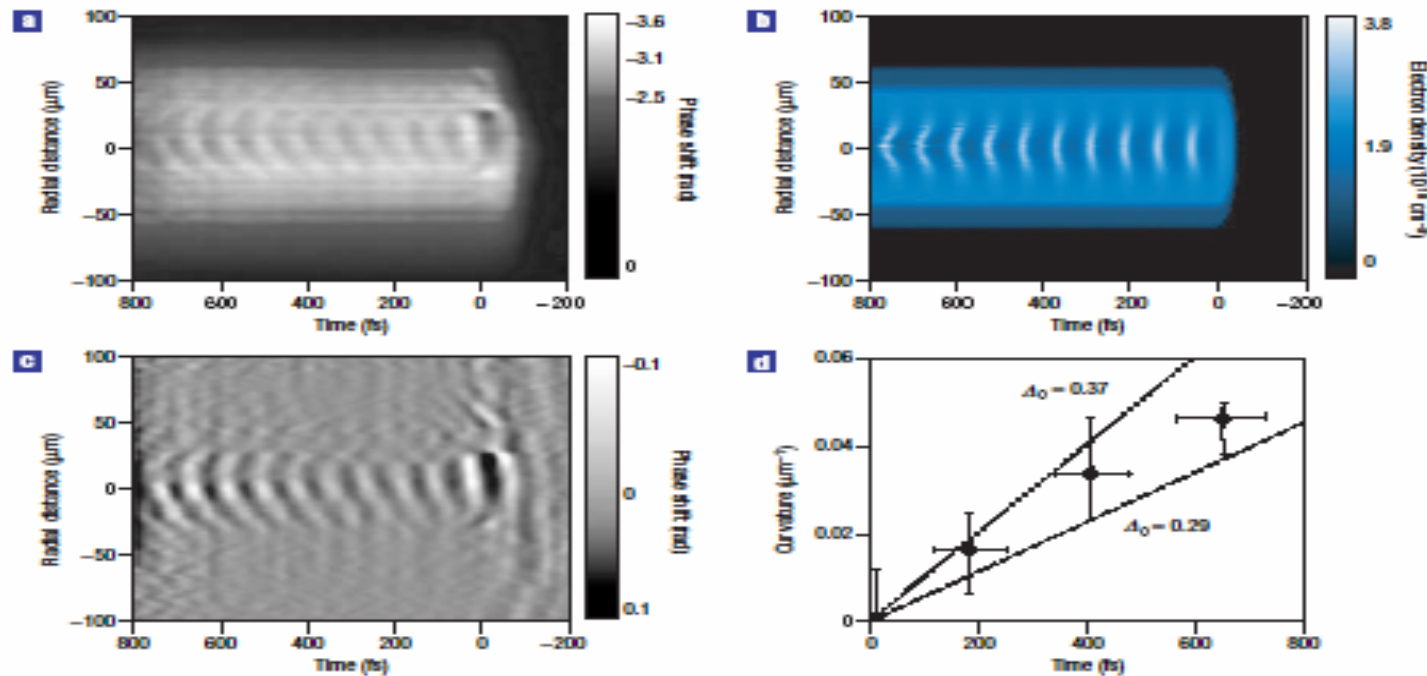 a
100
50
0
−50
−100
Radial distance (µm)
800 600 400 200 0 −200
Time (fs)
−3.6
−3.1
−2.5
0
Phase shift (rad)
b
100
50
0
−50
−100
Radial distance (µm)
800 600 400 200 0 −200
Time (fs)
3.8
1.9
0
Electron density
c
100
50
0
−50
−100
Radial distance (µm)
800 600 400 200 0 −200
Time (fs)
−0.1
0
0.1
Phase shift (rad)
d
0.06
0.04
0.02
0
Curvature (µm⁻¹)
0 200 400 600 800
Time (fs)
= 0.37
= 0.29